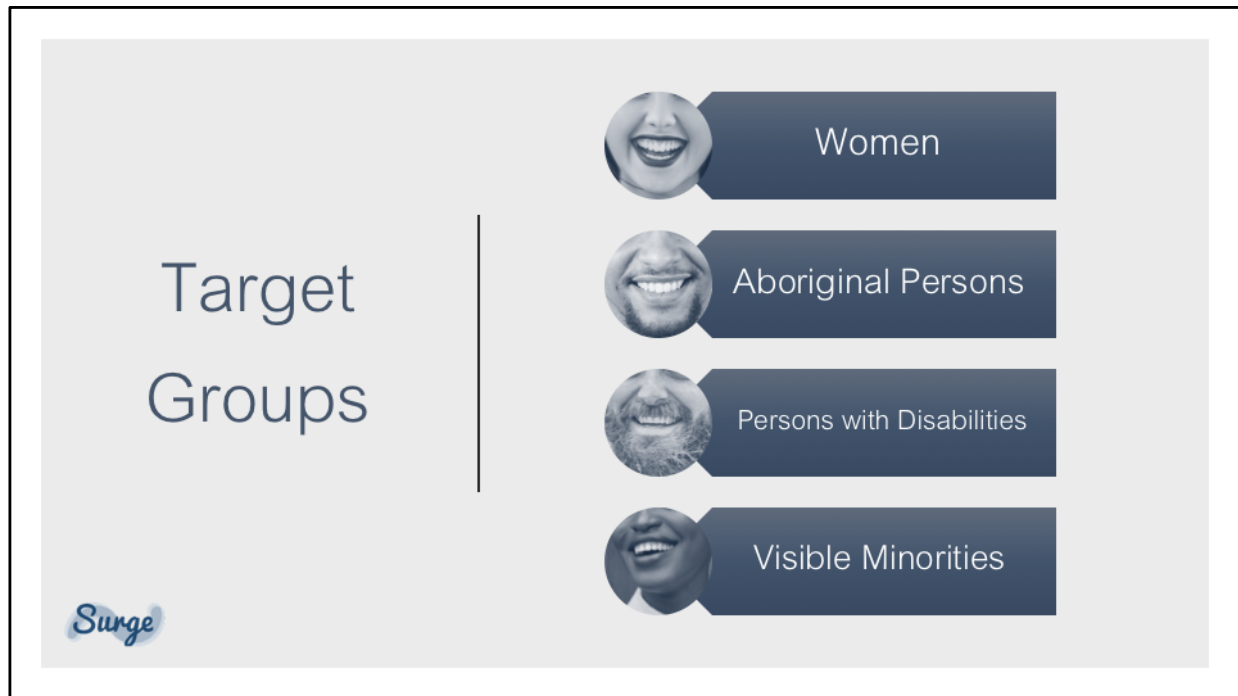 Target
Groups
Women
Aboriginal Persons
Persons with Disabilities
Visible Minorities
Surge